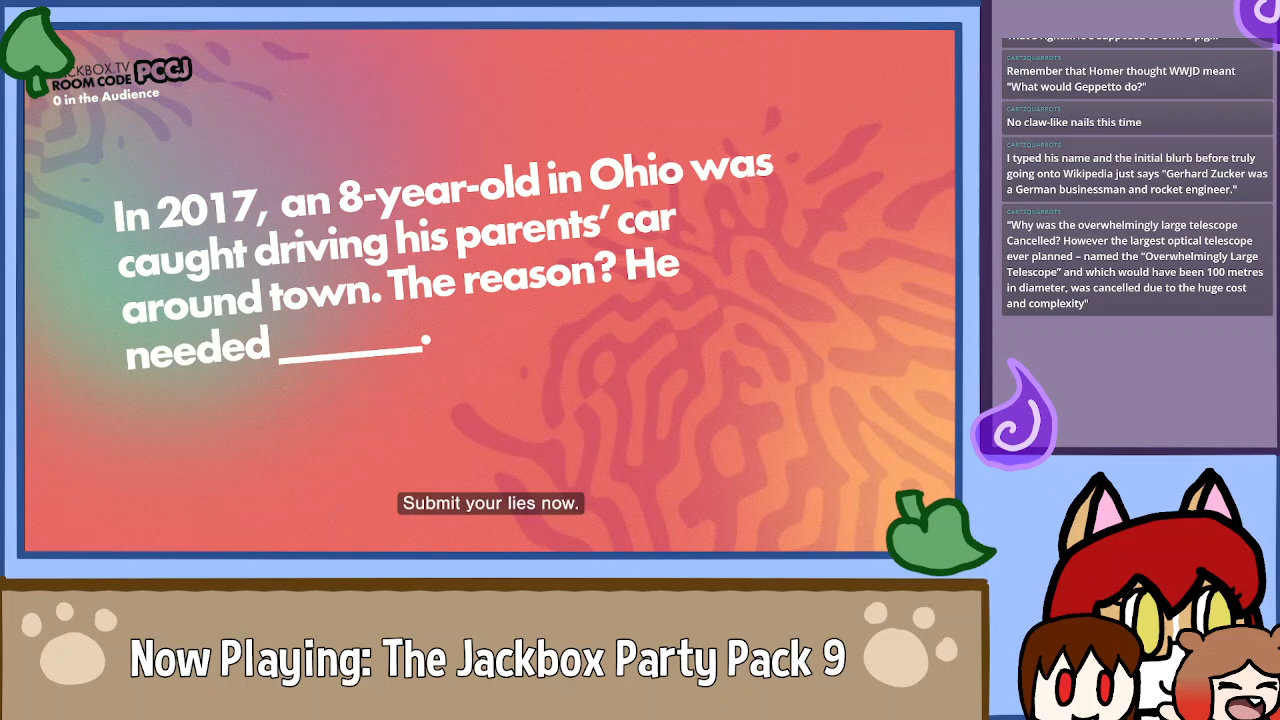 JACKBOX.TV
ROOM CODE PCGJ
0 in the Audience
In 2017, an 8-year-old in Ohio was
caught driving his parents' car
around town. The reason? He
needed ________.
Submit your lies now.
CARTZQUARROTS
Remember that Homer thought WWJD meant
"What would Geppetto do?"
CARTZQUARROTS
No claw-like nails this time
CARTZQUARROTS
I typed his name and the initial blurb before truly
going onto Wikipedia just says "Gerhard Zucker was
a German businessman and rocket engineer."
CARTZQUARROTS
"Why was the overwhelmingly large telescope
Cancelled? However the largest optical telescope
ever planned – named the "Overwhelmingly Large
Telescope" and which would have been 100 metres
in diameter, was cancelled due to the huge cost
and complexity"
Now Playing: The Jackbox Party Pack 9